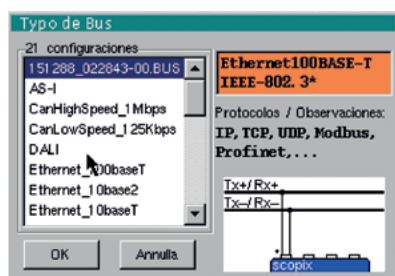 Typo de Bus
21 configuraciones
151288_022843-00.BUS
AS-I
CanHighSpeed_1Mbps
CanLowSpeed_125Kbps
DALI
Ethernet_100baseT
Ethernet_10base2
Ethernet_10baseT
OK
Annulla
Ethernet100BASE-T
IEEE-802. 3*
Protocolos / Observaciones:
IP, TCP, UDP, Modbus,
Profinet,...
Tx+/Rx+
Tx-/Rx-
scopix